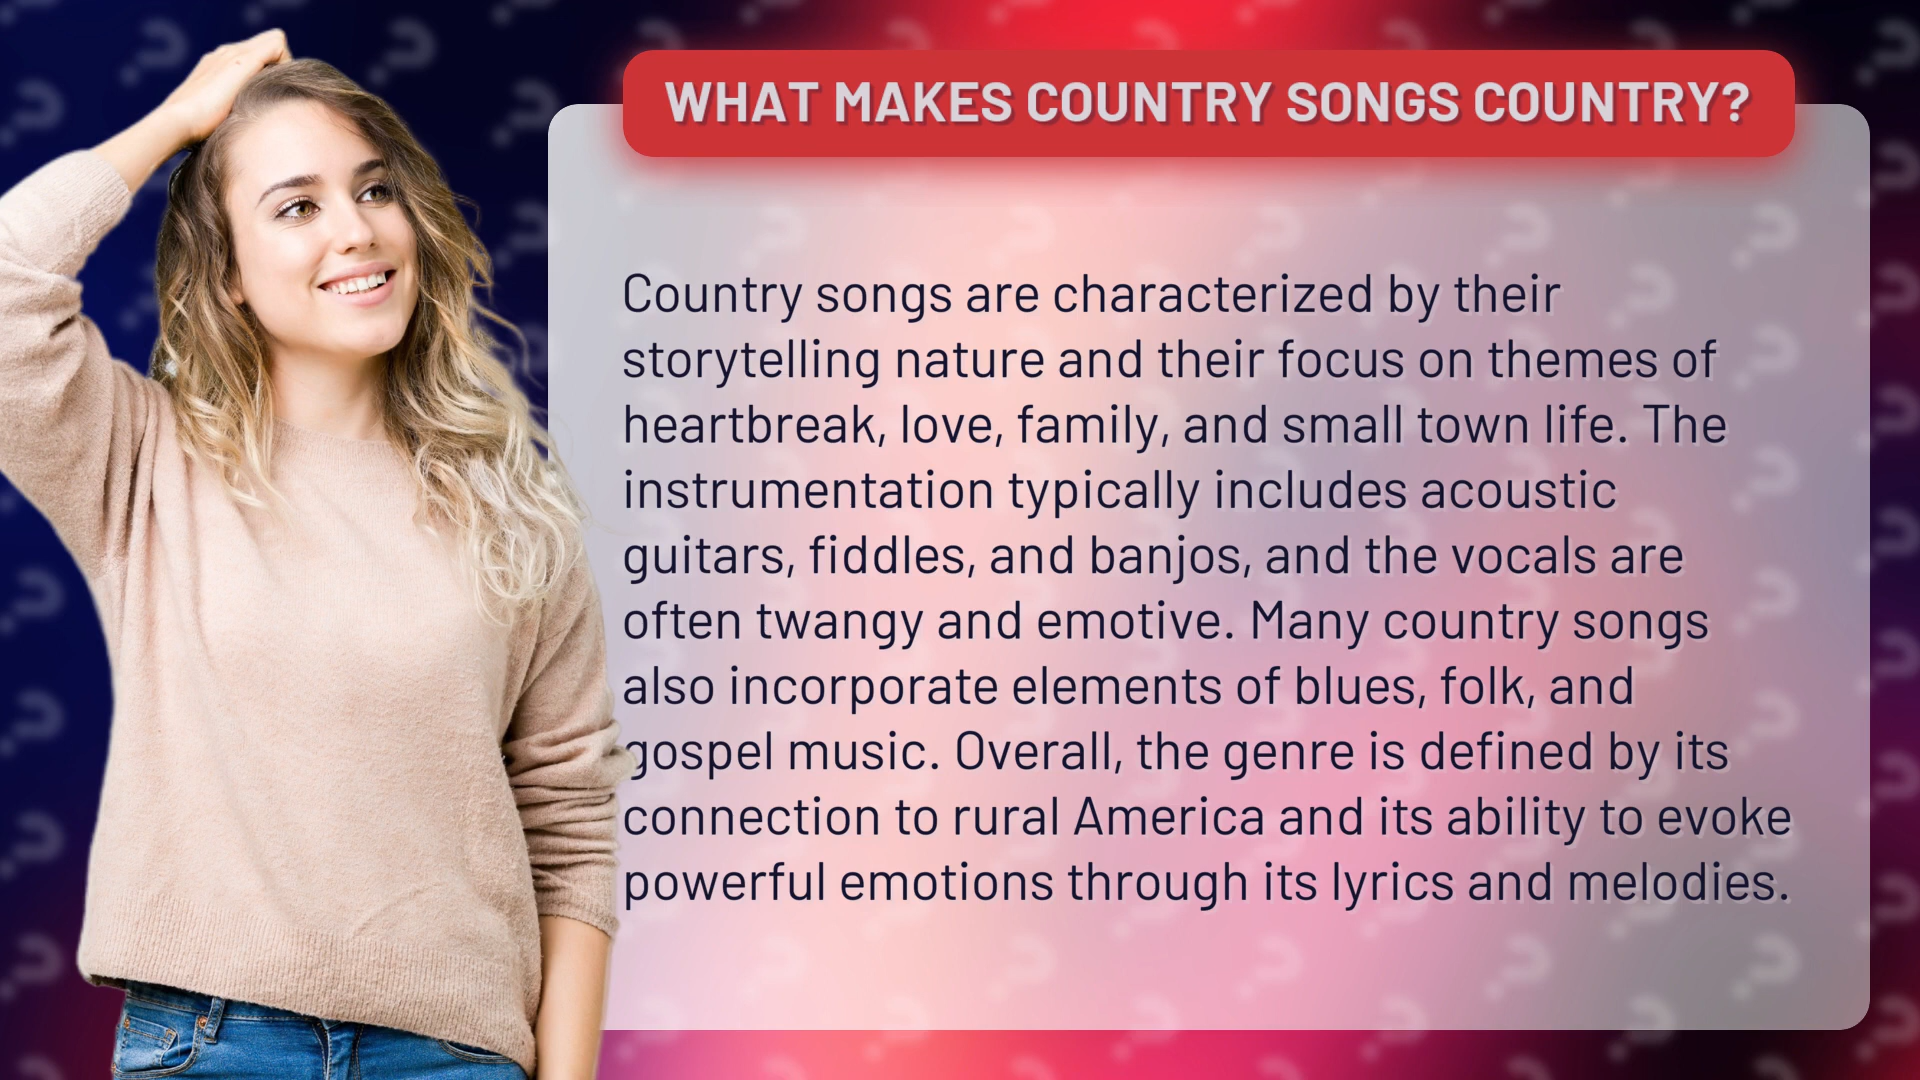 WHAT MAKES COUNTRY SONGS COUNTRY?
Country songs are characterized by their
storytelling nature and their focus on themes of
heartbreak, love, family, and small town life. The
instrumentation typically includes acoustic
guitars, fiddles, and banjos, and the vocals are
often twangy and emotive. Many country songs
also incorporate elements of blues, folk, and
gospel music. Overall, the genre is defined by its
connection to rural America and its ability to evoke
powerful emotions through its lyrics and melodies.